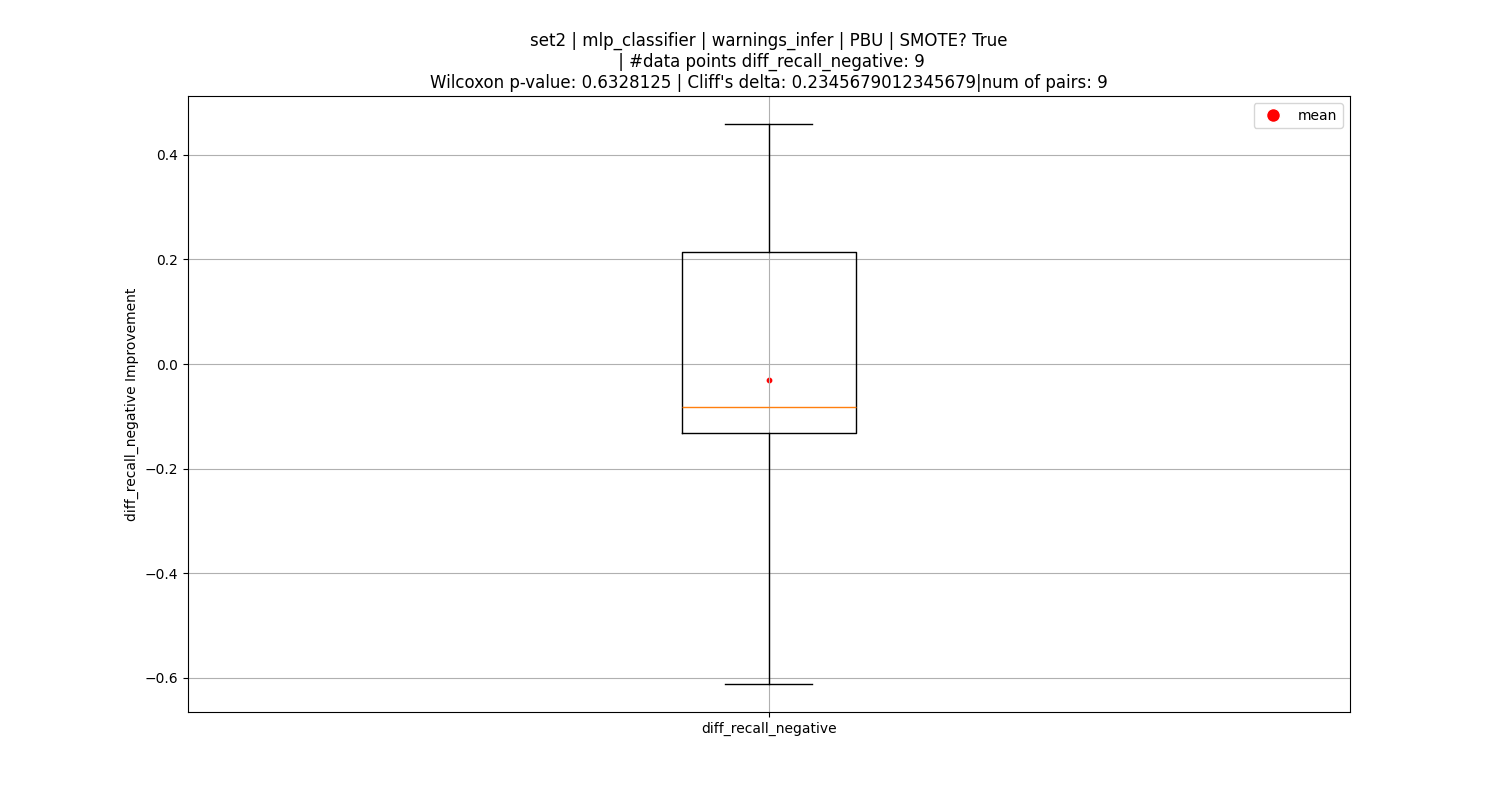 set2 | mlp_classifier | warnings_infer | PBU | SMOTE? True
| #data points diff_recall_negative: 9
Wilcoxon p-value: 0.6328125 | Cliff's delta: 0.2345679012345679|num of pairs: 9
mean
0.4
0.2
0.0
−0.2
−0.4
−0.6
diff_recall_negative Improvement
diff_recall_negative